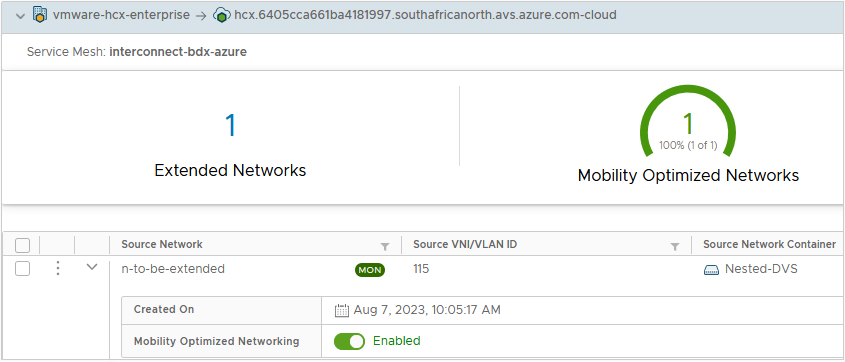 vmware-hcx-enterprise → hcx.6405cca661ba4181997.southafricanorth.avs.azure.com-cloud
Service Mesh: interconnect-bdx-azure
1
Extended Networks
1
100% (1 of 1)
Mobility Optimized Networks
Source Network Source VNI/VLAN ID Source Network Container
n-to-be-extended MON 115 Nested-DVS
Created On Aug 7, 2023, 10:05:17 AM
Mobility Optimized Networking Enabled